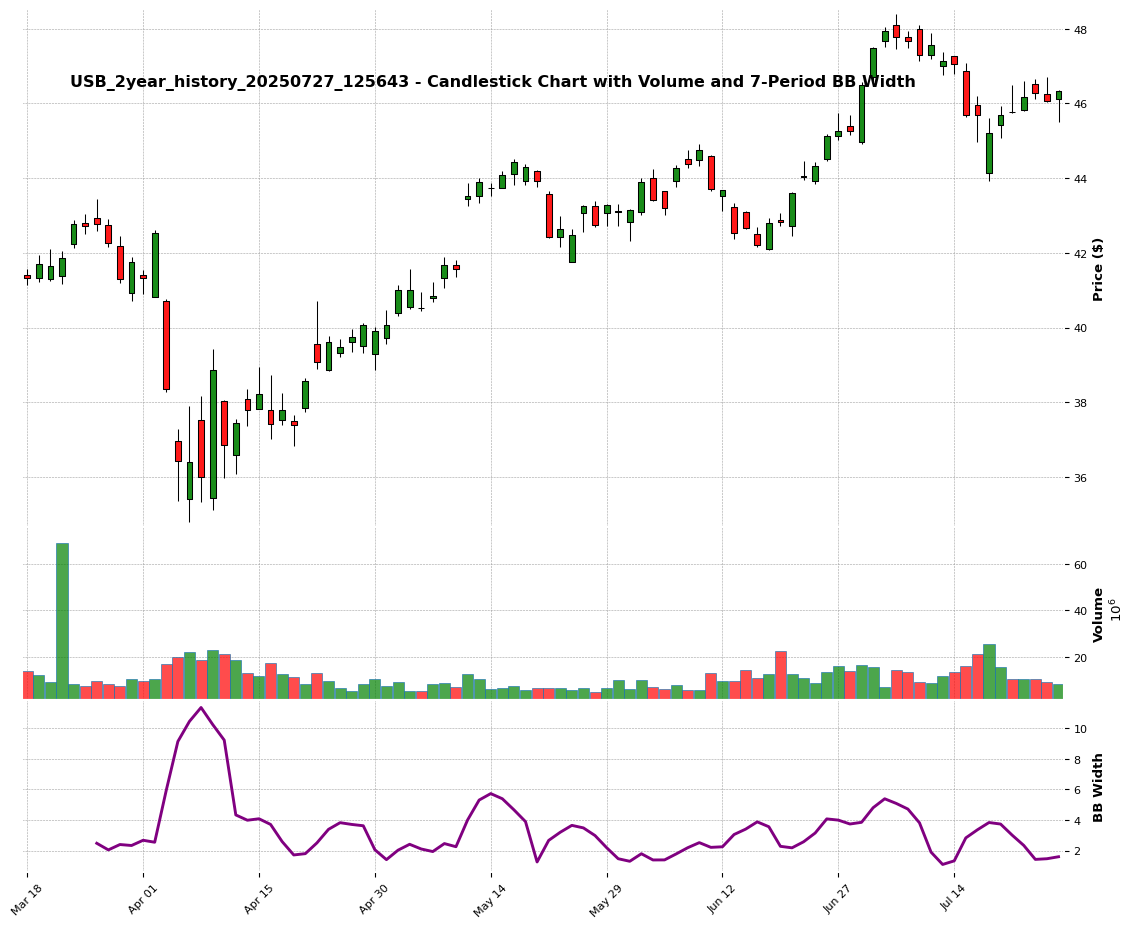 USB_2year_history_20250727_125643 - Candlestick Chart with Volume and 7-Period BB Width
48
46
44
42
40
38
36
Price ($)
60
40
20
Volume
10^6
10
8
6
4
2
BB Width
Mar 18
Apr 01
Apr 15
Apr 30
May 14
May 29
Jun 12
Jun 27
Jul 14